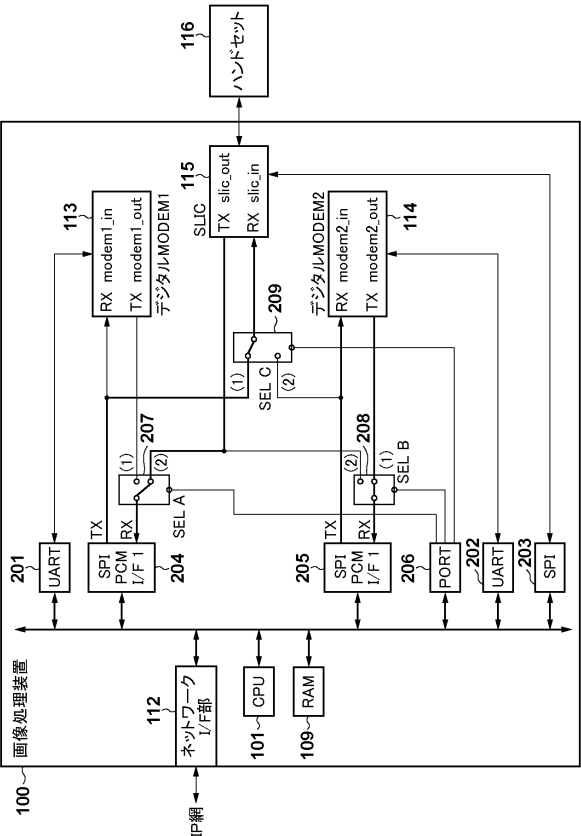 116
ハンドセット
115
TX slic_out
RX slic_in
SLIC
113
RX modem1_in
TX modem1_out
デジタルMODEM1
デジタルMODEM2
RX modem2_in
TX modem2_out
114
209
(1)
(2)
SEL C
207
(1)
(2)
SEL A
208
(2)
(1)
SEL B
TX
RX
TX
RX
201
UART
SPI
PCM
I/F 1
204
205
SPI
PCM
I/F 1
206
PORT
202
UART
203
SPI
画像処理装置
100
112
ネットワーク
I/F部
CPU
101
RAM
109
IP網